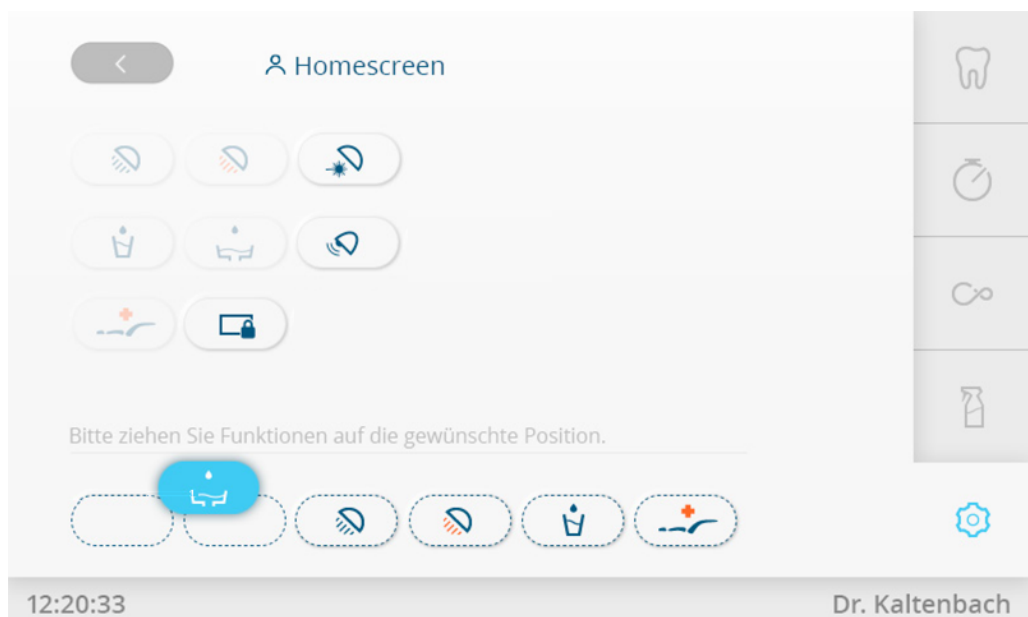 Homescreen
Bitte ziehen Sie Funktionen auf die gewünschte Position.
12:20:33
Dr. Kaltenbach